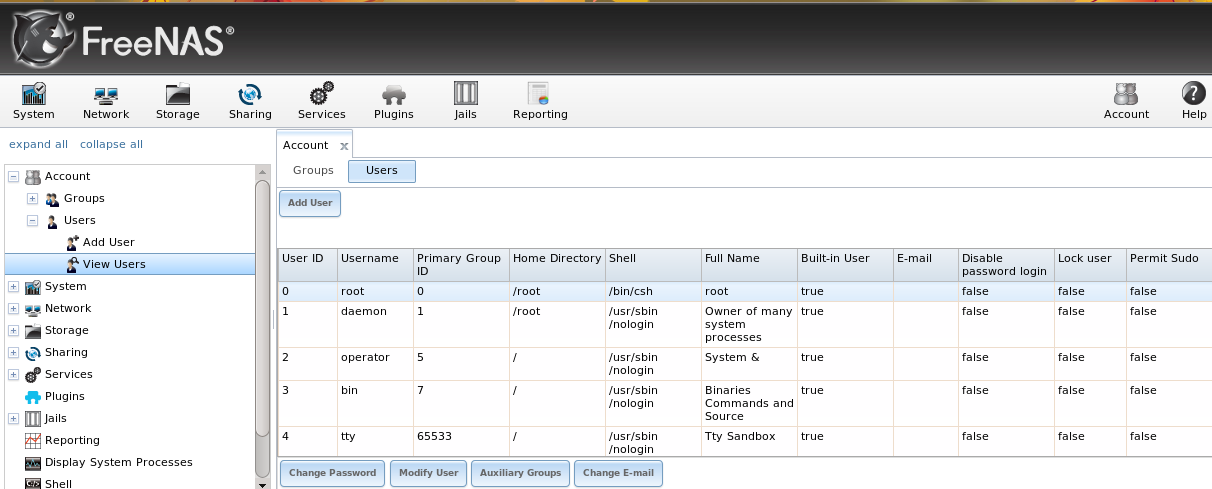 FreeNAS®
System Network Storage Sharing Services Plugins Jails Reporting Account Help
expand all collapse all
Account
Groups
Users
Add User
View Users
System
Network
Storage
Sharing
Services
Plugins
Jails
Reporting
Display System Processes
Shell
Account x
Groups Users
Add User
User ID Username Primary Group ID Home Directory Shell Full Name Built-in User E-mail Disable password login Lock user Permit Sudo
0 root 0 /root /bin/csh root true false false false
1 daemon 1 /root /usr/sbin/nologin Owner of many system processes true false false false
2 operator 5 / /usr/sbin/nologin System & true false false false
3 bin 7 / /usr/sbin/nologin Binaries Commands and Source true false false false
4 tty 65533 / /usr/sbin/nologin Tty Sandbox true false false false
Change Password Modify User Auxiliary Groups Change E-mail